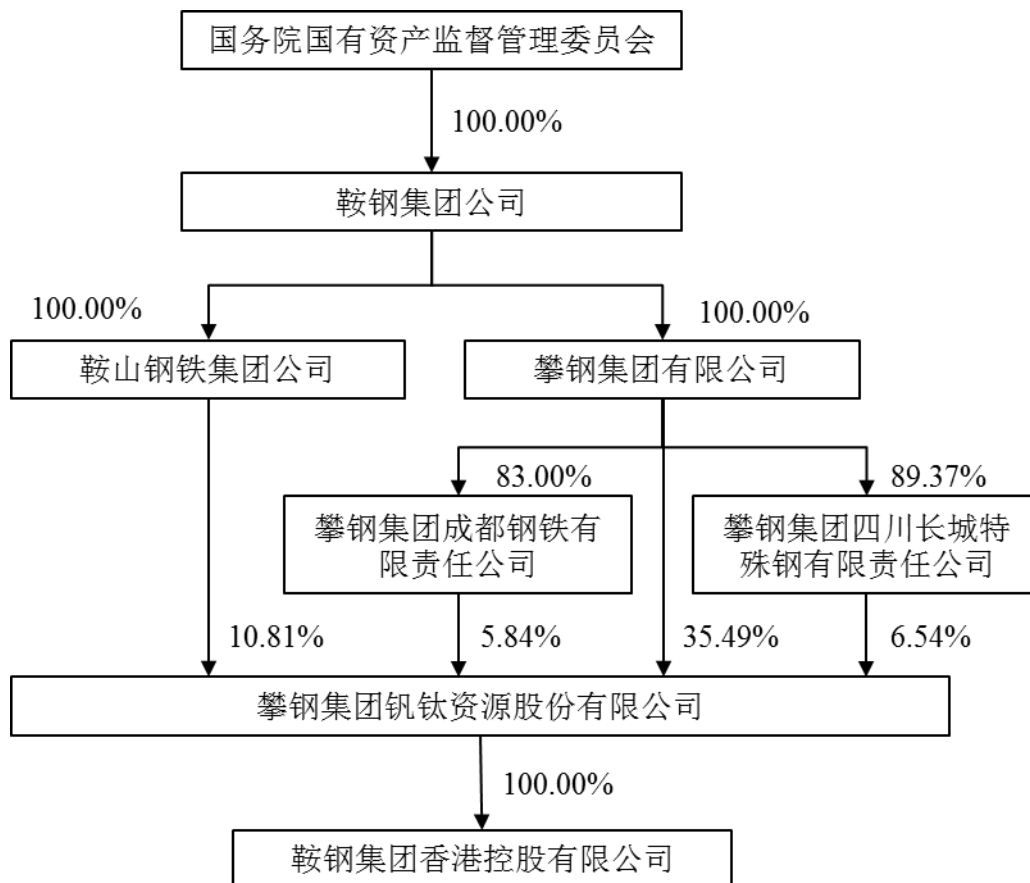 国务院国有资产监督管理委员会
100.00%
鞍钢集团公司
100.00%
100.00%
鞍山钢铁集团公司
攀钢集团有限公司
83.00%
89.37%
攀钢集团成都钢铁有
限责任公司
攀钢集团四川长城特
殊钢有限责任公司
10.81%
5.84%
35.49%
6.54%
攀钢集团钒钛资源股份有限公司
100.00%
鞍钢集团香港控股有限公司